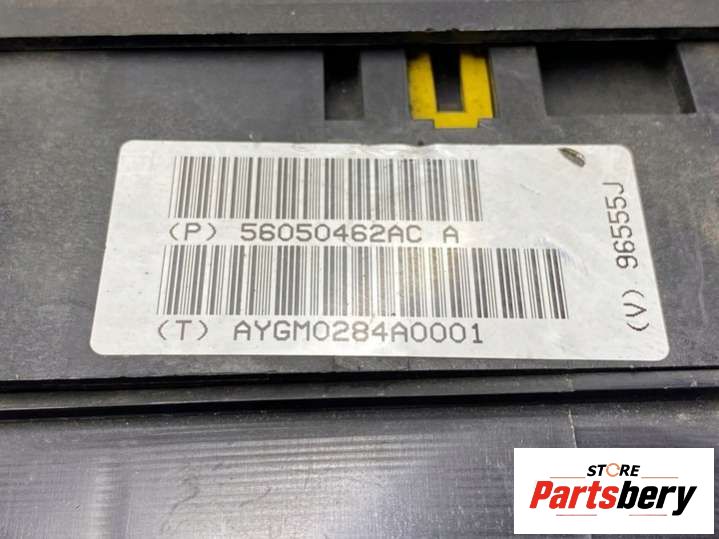 (P) 56050462AC A
(T) AYGM0284A0001
(V) 96555J
STORE
Partsbery